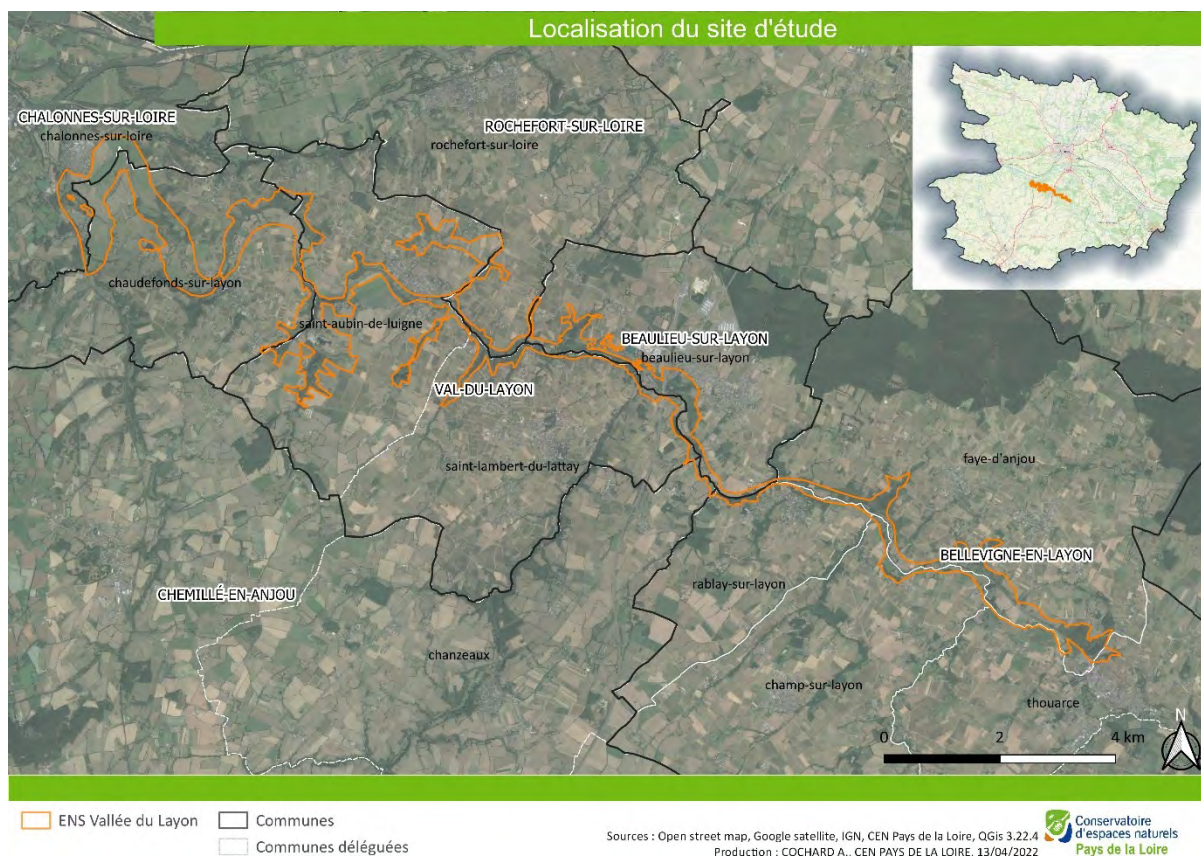 Localisation du site d'étude
CHALONNES-SUR-LOIRE
chalonnes-sur-loire
ROCHEFORT-SUR-LOIRE
rochefort-sur-loire
chaudefonds-sur-layon
saint-aubin-de-luigne
BEAULIEU-SUR-LAYON
beaulieu-sur-layon
VAL-DU-LAYON
saint-lambert-du-lattay
faye-d'anjou
BELLEVIGNE-EN-LAYON
rablay-sur-layon
CHEMILLÉ-EN-ANJOU
chanzeaux
champ-sur-layon
thouarce
N
0 2 4 km
ENS Vallée du Layon
Communes
Communes déléguées
Sources : Open street map, Google satellite, IGN, CEN Pays de la Loire, QGis 3.22.4
Production : COCHARD A., CEN PAYS DE LA LOIRE, 13/04/2022
Conservatoire
d'espaces naturels
Pays de la Loire